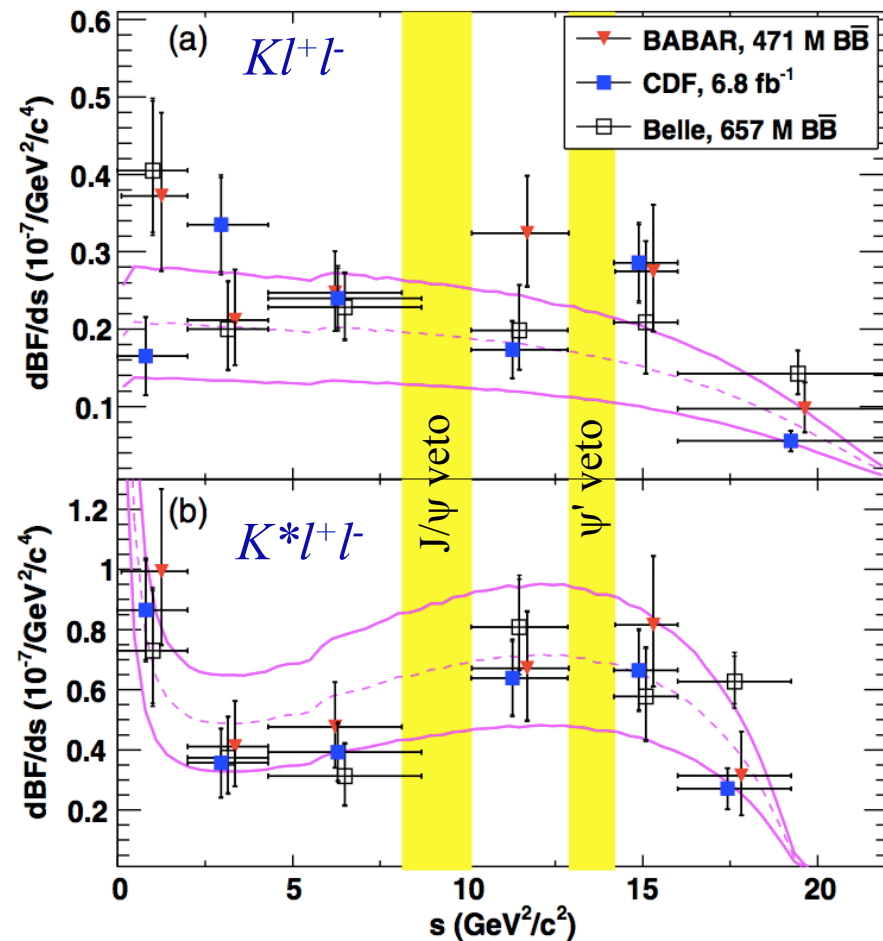 0.6
0.5
0.4
0.3
0.2
0.1
dBF/ds (10⁻⁷/GeV²/c⁴)
(a)
Kl⁺l⁻
BABAR, 471 M BB̅
CDF, 6.8 fb⁻¹
Belle, 657 M BB̅
J/ψ veto
ψ' veto
1.2
1
0.8
0.6
0.4
0.2
dBF/ds (10⁻⁷/GeV²/c⁴)
(b)
K*l⁺l⁻
0 5 10 15 20
s (GeV²/c²)